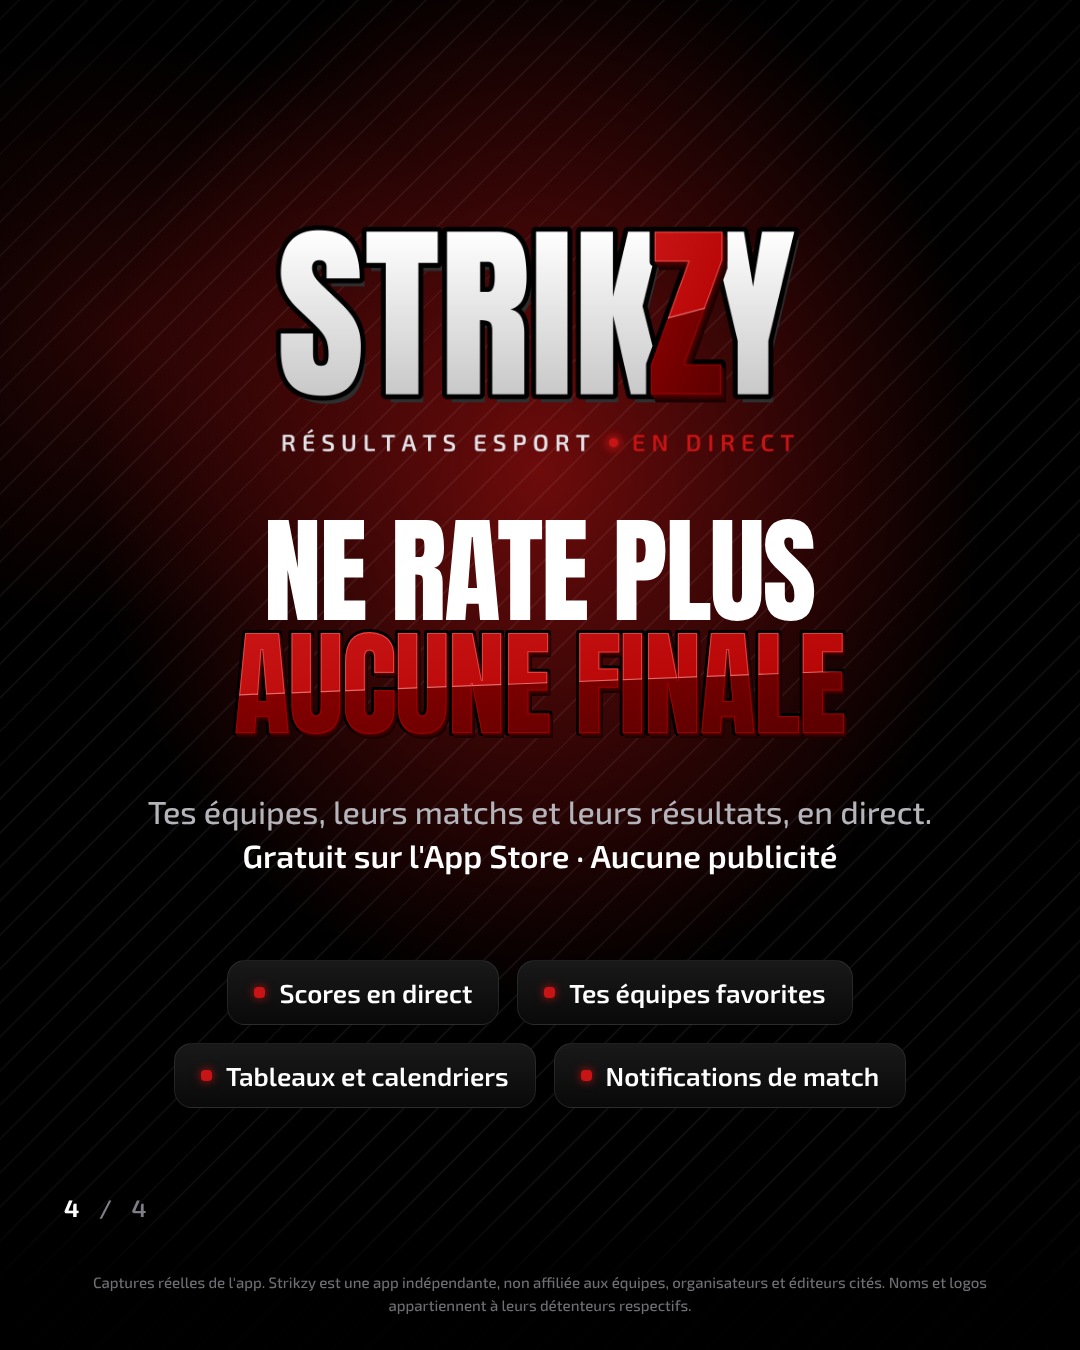 STRIKZY
RÉSULTATS ESPORT • EN DIRECT
NE RATE PLUS
AUCUNE FINALE
Tes équipes, leurs matchs et leurs résultats, en direct.
Gratuit sur l'App Store · Aucune publicité
Scores en direct
Tes équipes favorites
Tableaux et calendriers
Notifications de match
4 / 4
Captures réelles de l'app. Strikzy est une app indépendante, non affiliée aux équipes, organisateurs et éditeurs cités. Noms et logos
appartiennent à leurs détenteurs respectifs.